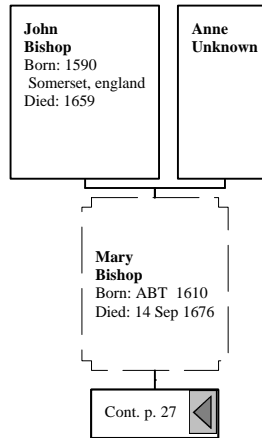 John
Bishop
Born: 1590
Somerset, england
Died: 1659
Anne
Unknown
Mary
Bishop
Born: ABT 1610
Died: 14 Sep 1676
Cont. p. 27